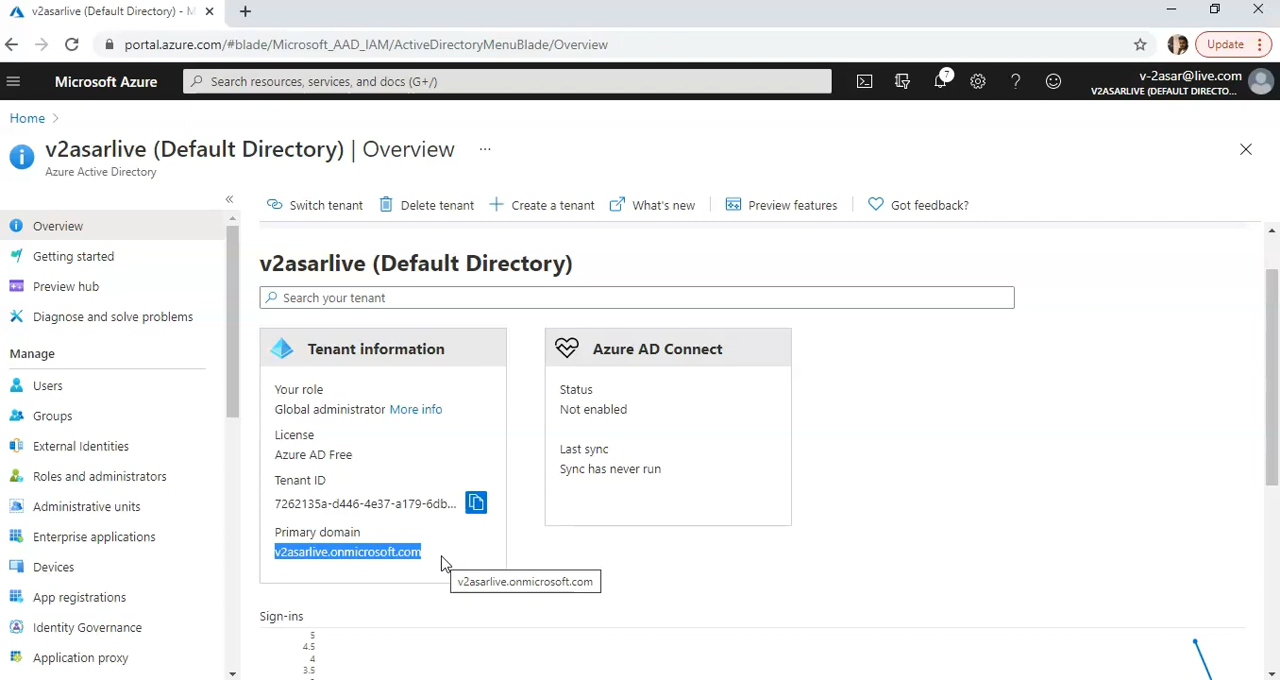 v2asarlive (Default Directory) - M
portal.azure.com/#blade/Microsoft_AAD_IAM/ActiveDirectoryMenuBlade/Overview
Update
Microsoft Azure
Search resources, services, and docs (G+/)
7
v-2asar@live.com
V2ASARLIVE (DEFAULT DIRECTO...
Home
v2asarlive (Default Directory) | Overview ...
Azure Active Directory
Switch tenant Delete tenant Create a tenant What's new Preview features Got feedback?
Overview
Getting started
Preview hub
Diagnose and solve problems
Manage
Users
Groups
External Identities
Roles and administrators
Administrative units
Enterprise applications
Devices
App registrations
Identity Governance
Application proxy
v2asarlive (Default Directory)
Search your tenant
Tenant information
Your role
Global administrator More info
License
Azure AD Free
Tenant ID
7262135a-d446-4e37-a179-6db...
Primary domain
v2asarlive.onmicrosoft.com
v2asarlive.onmicrosoft.com
Azure AD Connect
Status
Not enabled
Last sync
Sync has never run
Sign-ins
5
4.5
4
3.5